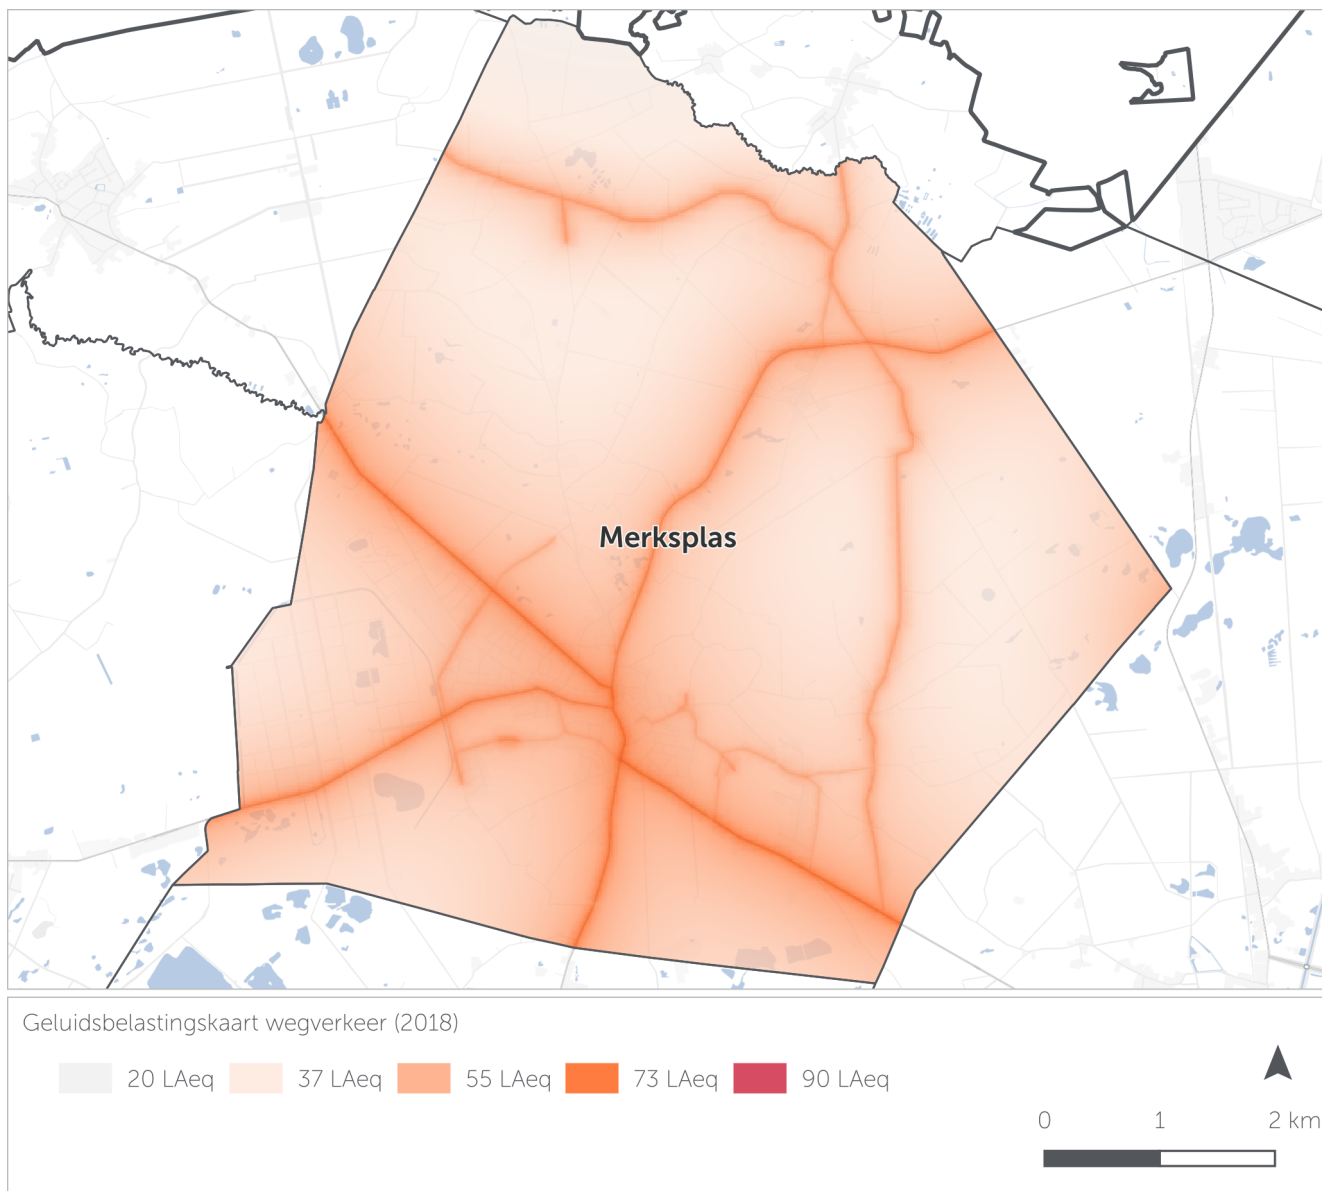 Merksplas
Geluidsbelastingskaart wegverkeer (2018)
20 LAeq 37 LAeq 55 LAeq 73 LAeq 90 LAeq
0 1 2 km